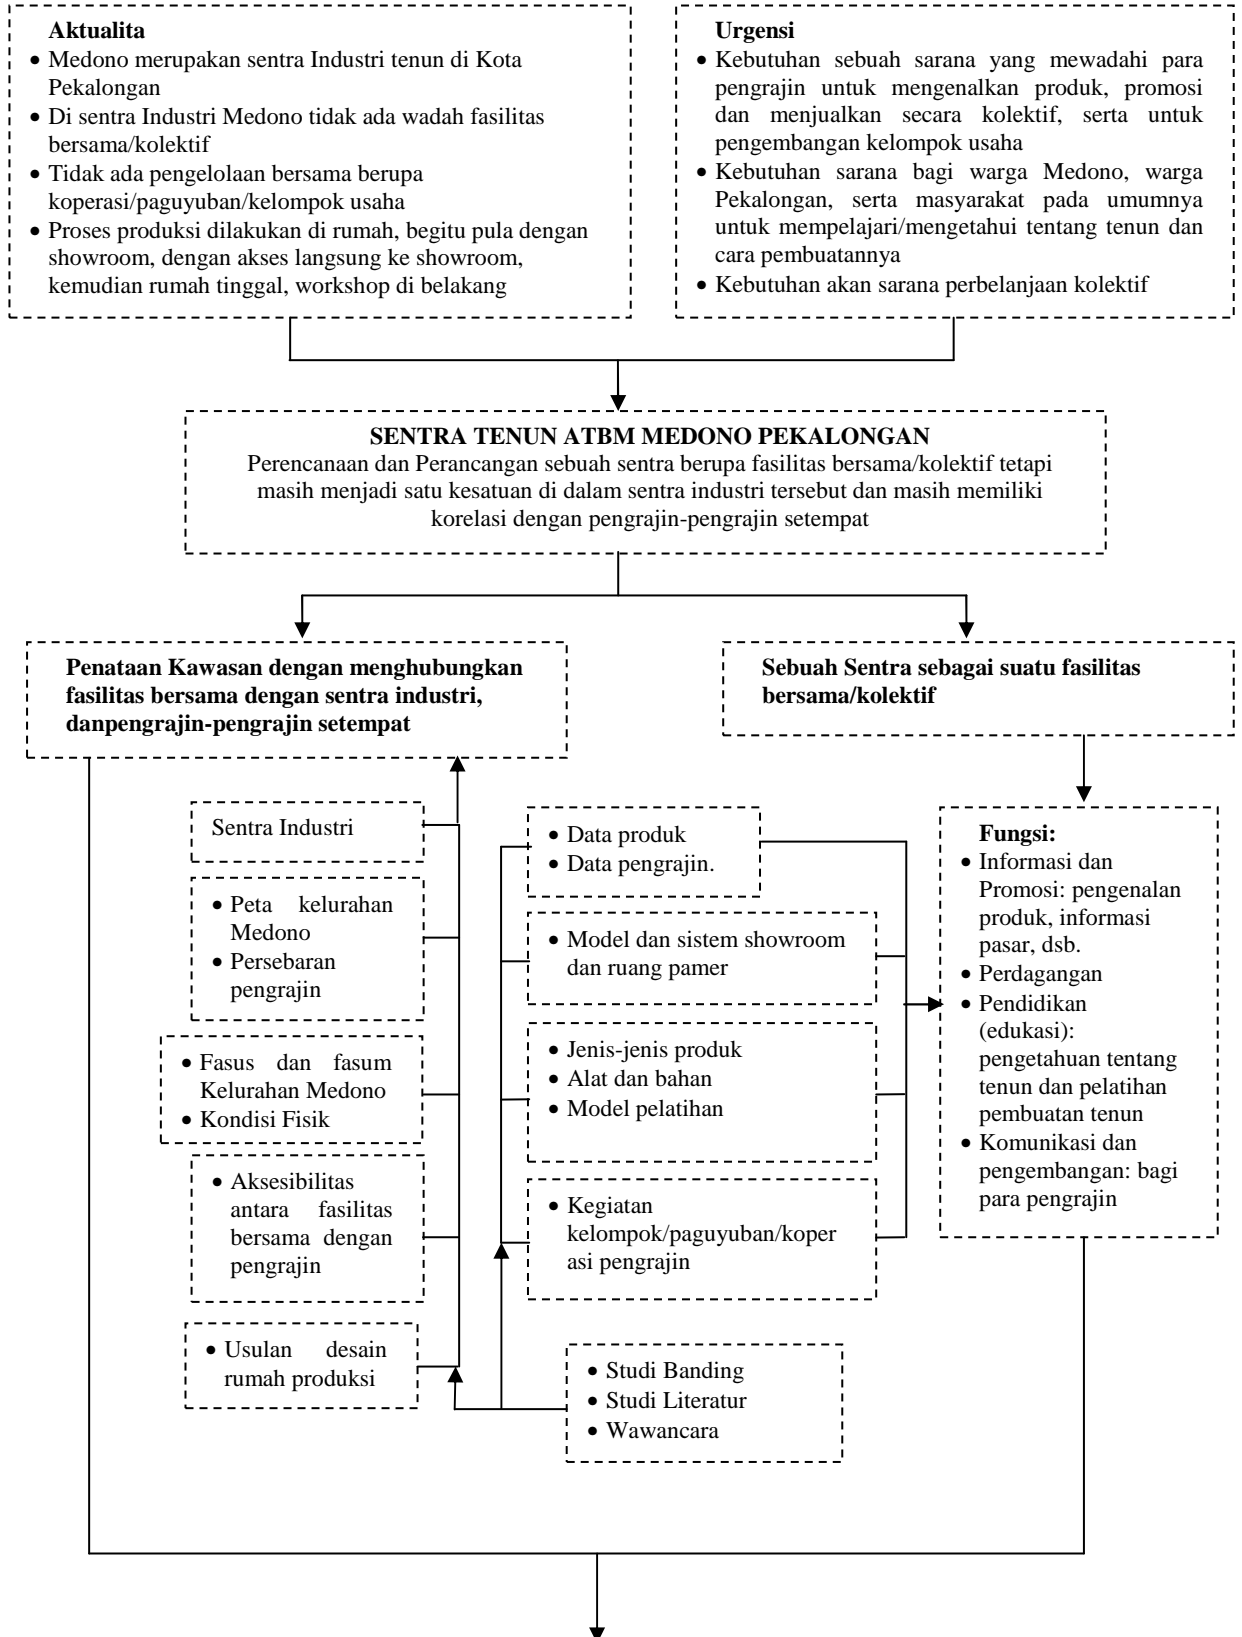 Aktualita
• Medono merupakan sentra Industri tenun di Kota
Pekalongan
• Di sentra Industri Medono tidak ada wadah fasilitas
bersama/kolektif
• Tidak ada pengelolaan bersama berupa
koperasi/paguyuban/kelompok usaha
• Proses produksi dilakukan di rumah, begitu pula dengan
showroom, dengan akses langsung ke showroom,
kemudian rumah tinggal, workshop di belakang
Urgensi
• Kebutuhan sebuah sarana yang mewadahi para
pengrajin untuk mengenalkan produk, promosi
dan menjualkan secara kolektif, serta untuk
pengembangan kelompok usaha
• Kebutuhan sarana bagi warga Medono, warga
Pekalongan, serta masyarakat pada umumnya
untuk mempelajari/mengetahui tentang tenun dan
cara pembuatannya
• Kebutuhan akan sarana perbelanjaan kolektif
SENTRA TENUN ATBM MEDONO PEKALONGAN
Perencanaan dan Perancangan sebuah sentra berupa fasilitas bersama/kolektif tetapi
masih menjadi satu kesatuan di dalam sentra industri tersebut dan masih memiliki
korelasi dengan pengrajin-pengrajin setempat
Penataan Kawasan dengan menghubungkan
fasilitas bersama dengan sentra industri,
danpengrajin-pengrajin setempat
Sebuah Sentra sebagai suatu fasilitas
bersama/kolektif
Sentra Industri
• Peta kelurahan
Medono
• Persebaran
pengrajin
• Fasus dan fasum
Kelurahan Medono
• Kondisi Fisik
• Aksesibilitas
antara fasilitas
bersama dengan
pengrajin
• Usulan desain
rumah produksi
• Data produk
• Data pengrajin.
• Model dan sistem showroom
dan ruang pamer
• Jenis-jenis produk
• Alat dan bahan
• Model pelatihan
• Kegiatan
kelompok/paguyuban/koper
asi pengrajin
• Studi Banding
• Studi Literatur
• Wawancara
Fungsi:
• Informasi dan
Promosi: pengenalan
produk, informasi
pasar, dsb.
• Perdagangan
• Pendidikan
(edukasi):
pengetahuan tentang
tenun dan pelatihan
pembuatan tenun
• Komunikasi dan
pengembangan: bagi
para pengrajin